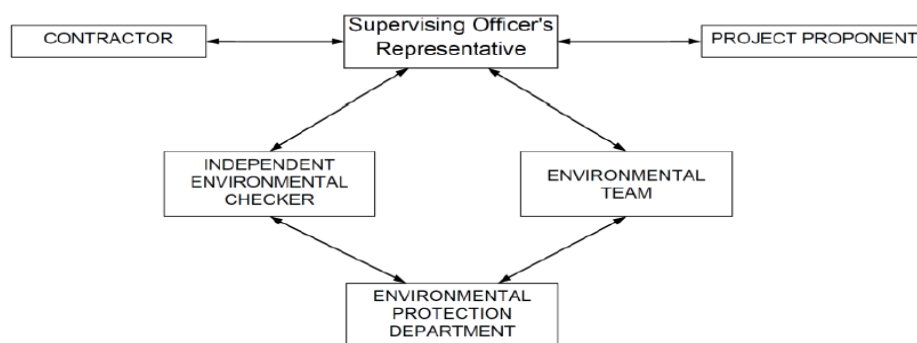 CONTRACTOR
Supervising Officer's
Representative
PROJECT PROPONENT
INDEPENDENT
ENVIRONMENTAL
CHECKER
ENVIRONMENTAL
TEAM
ENVIRONMENTAL
PROTECTION
DEPARTMENT